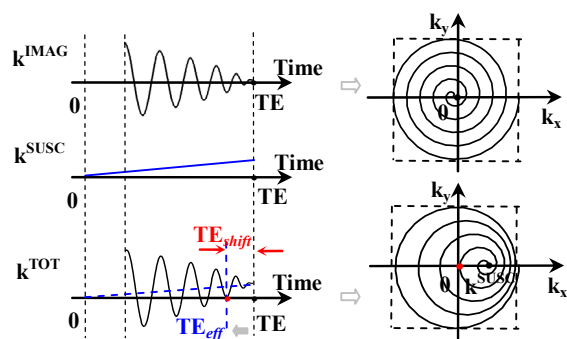 k^IMAG
Time
0
TE
k^SUSC
Time
0
TE
k^TOT
TE_shift
Time
0
TE_eff
TE
k_y
0
k_x
k_y
0
k^SUSC
k_x